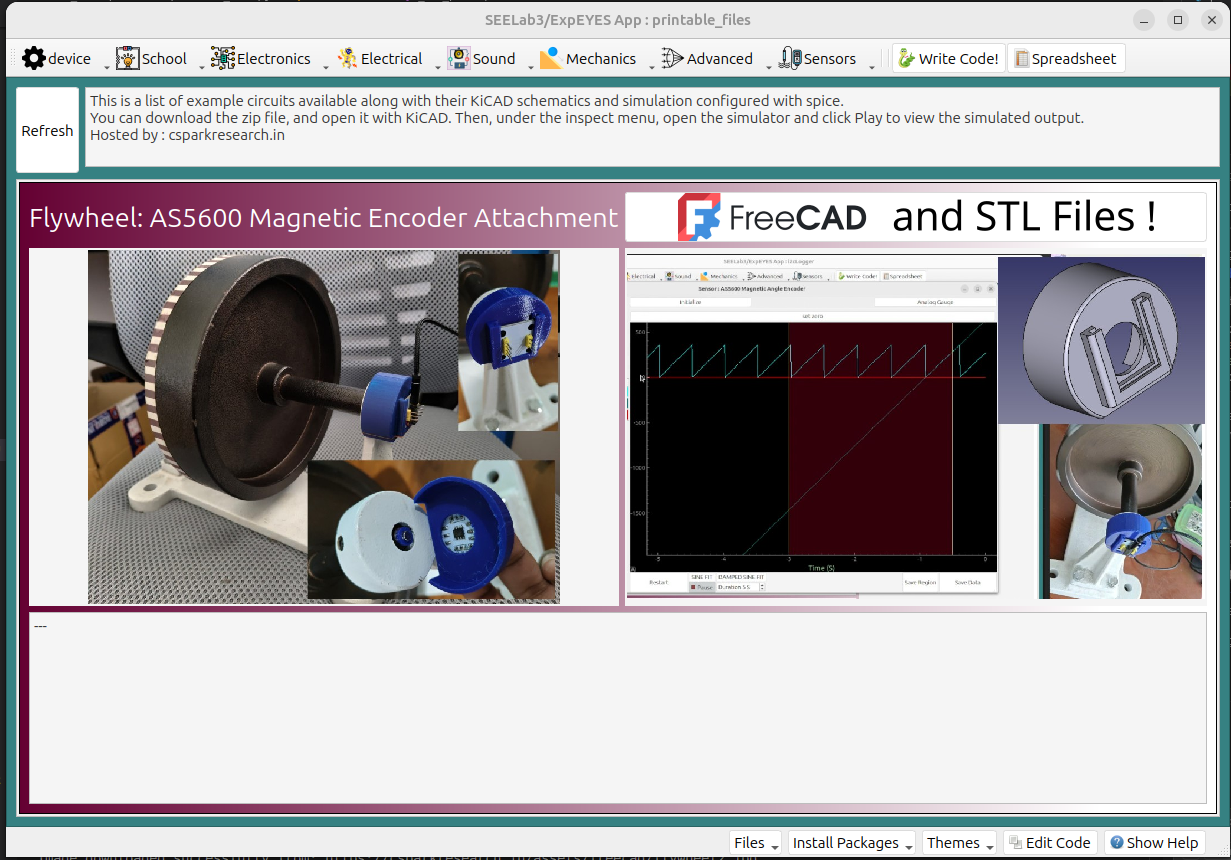 SEELab3/ExpEYES App : printable_files
device School Electronics Electrical Sound Mechanics Advanced Sensors Write Code! Spreadsheet
Refresh
This is a list of example circuits available along with their KiCAD schematics and simulation configured with spice.
You can download the zip file, and open it with KiCAD. Then, under the inspect menu, open the simulator and click Play to view the simulated output.
Hosted by : csparkresearch.in
Flywheel: AS5600 Magnetic Encoder Attachment
FreeCAD and STL Files !
Electrical Sound Mechanics Advanced Sensors Write Code! Spreadsheet
Sensor : AS5600 Magnetic Angle Encoder
Initialize Analog Gauge
set zero
500
-500
-1000
-1500
Time (S)
Restart SINE FIT DAMPED SINE FIT Save Region Save Data
Pause Duration 5 S
---
Files Install Packages Themes Edit Code Show Help